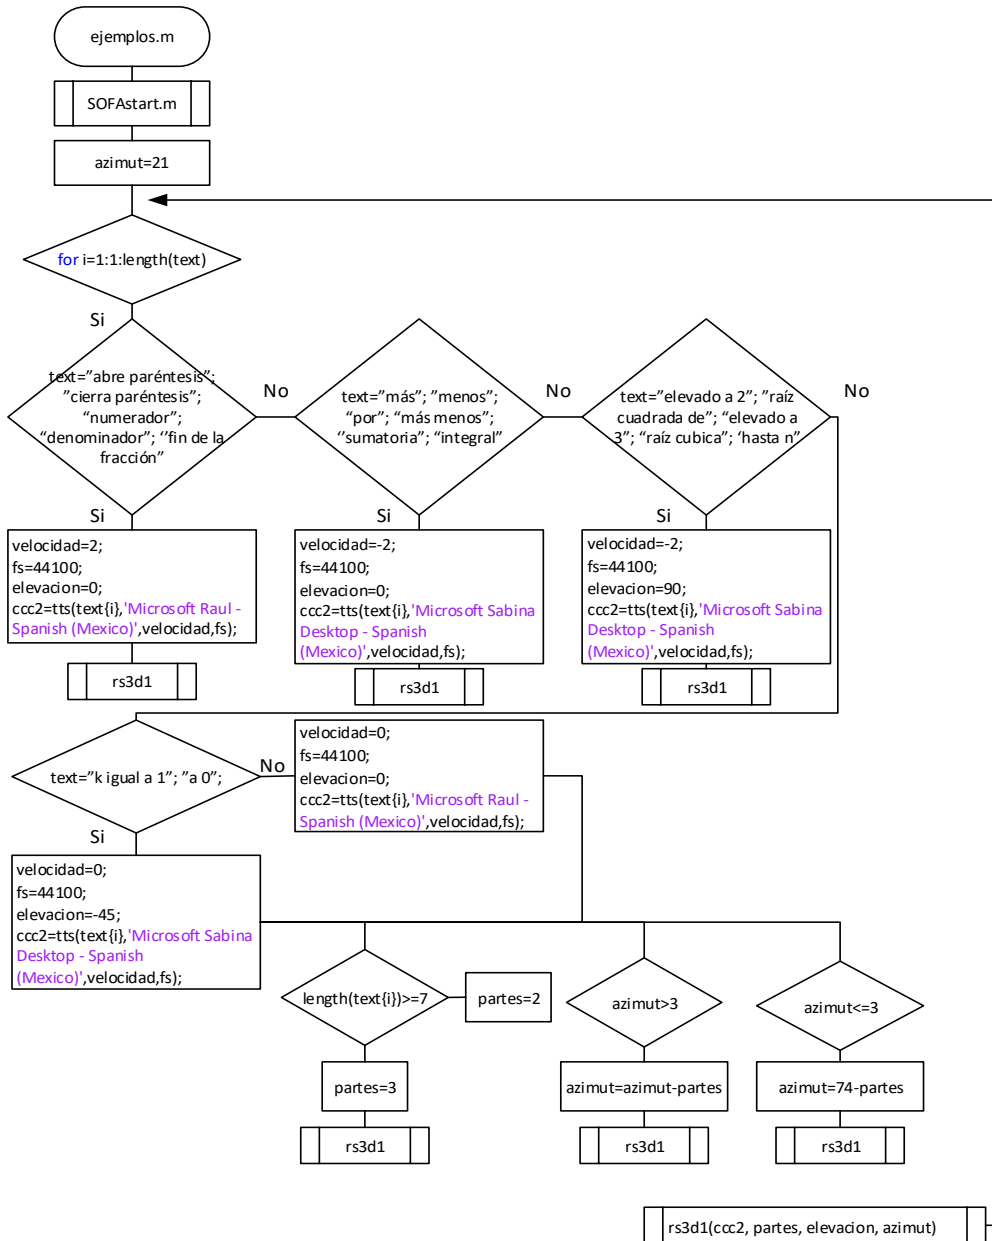 ejemplos.m
SOFAstart.m
azimut=21
for i=1:1:length(text)
Si
text=”abre paréntesis”;
”cierra paréntesis”;
“numerador”;
“denominador”; ‘’fin de la
fracción”
No
text=”más”; ”menos”;
“por”; “más menos”;
‘’sumatoria”; “integral”
No
text=”elevado a 2”; ”raíz
cuadrada de”; “elevado a
3”; “raíz cubica”; ‘hasta n”
No
Si
velocidad=2;
fs=44100;
elevacion=0;
ccc2=tts(text{i},'Microsoft Raul -
Spanish (Mexico)',velocidad,fs);
rs3d1
Si
velocidad=-2;
fs=44100;
elevacion=0;
ccc2=tts(text{i},'Microsoft Sabina
Desktop - Spanish
(Mexico)',velocidad,fs);
rs3d1
Si
velocidad=-2;
fs=44100;
elevacion=90;
ccc2=tts(text{i},'Microsoft Sabina
Desktop - Spanish
(Mexico)',velocidad,fs);
rs3d1
text=”k igual a 1”; ”a 0”;
No
velocidad=0;
fs=44100;
elevacion=0;
ccc2=tts(text{i},'Microsoft Raul -
Spanish (Mexico)',velocidad,fs);
Si
velocidad=0;
fs=44100;
elevacion=-45;
ccc2=tts(text{i},'Microsoft Sabina
Desktop - Spanish
(Mexico)',velocidad,fs);
length(text{i})>=7
partes=2
azimut>3
azimut<=3
partes=3
azimut=azimut-partes
azimut=74-partes
rs3d1
rs3d1
rs3d1
rs3d1(ccc2, partes, elevacion, azimut)